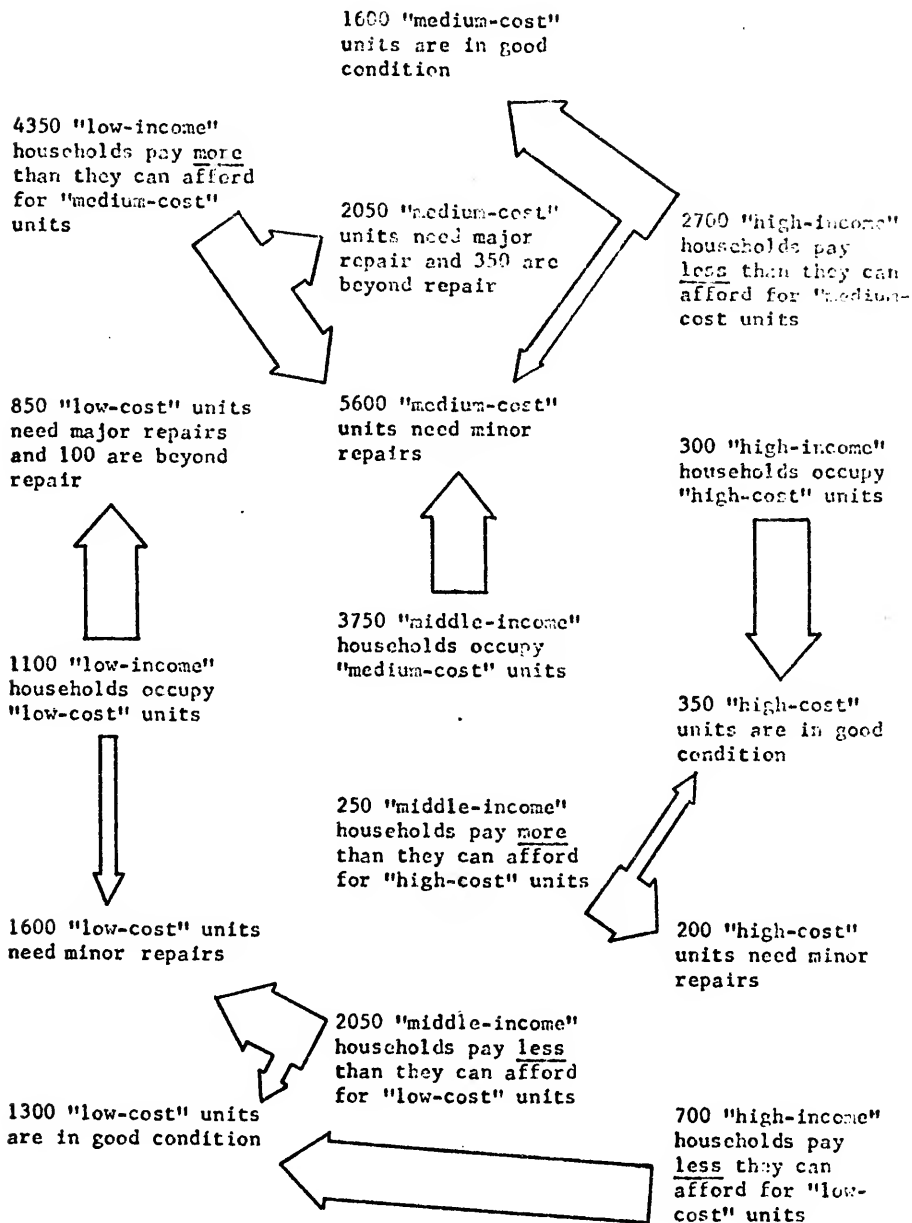 1600 "medium-cost"
units are in good
condition
4350 "low-income"
households pay more
than they can afford
for "medium-cost"
units
2050 "medium-cost"
units need major
repair and 350 are
beyond repair
2700 "high-income"
households pay
less than they can
afford for "medium-
cost units
850 "low-cost" units
need major repairs
and 100 are beyond
repair
5600 "medium-cost"
units need minor
repairs
300 "high-income"
households occupy
"high-cost" units
3750 "middle-income"
households occupy
"medium-cost" units
1100 "low-income"
households occupy
"low-cost" units
350 "high-cost"
units are in good
condition
250 "middle-income"
households pay more
than they can afford
for "high-cost" units
1600 "low-cost" units
need minor repairs
200 "high-cost"
units need minor
repairs
2050 "middle-income"
households pay less
than they can afford
for "low-cost" units
1300 "low-cost" units
are in good condition
700 "high-income"
households pay
less they can
afford for "low-
cost" units